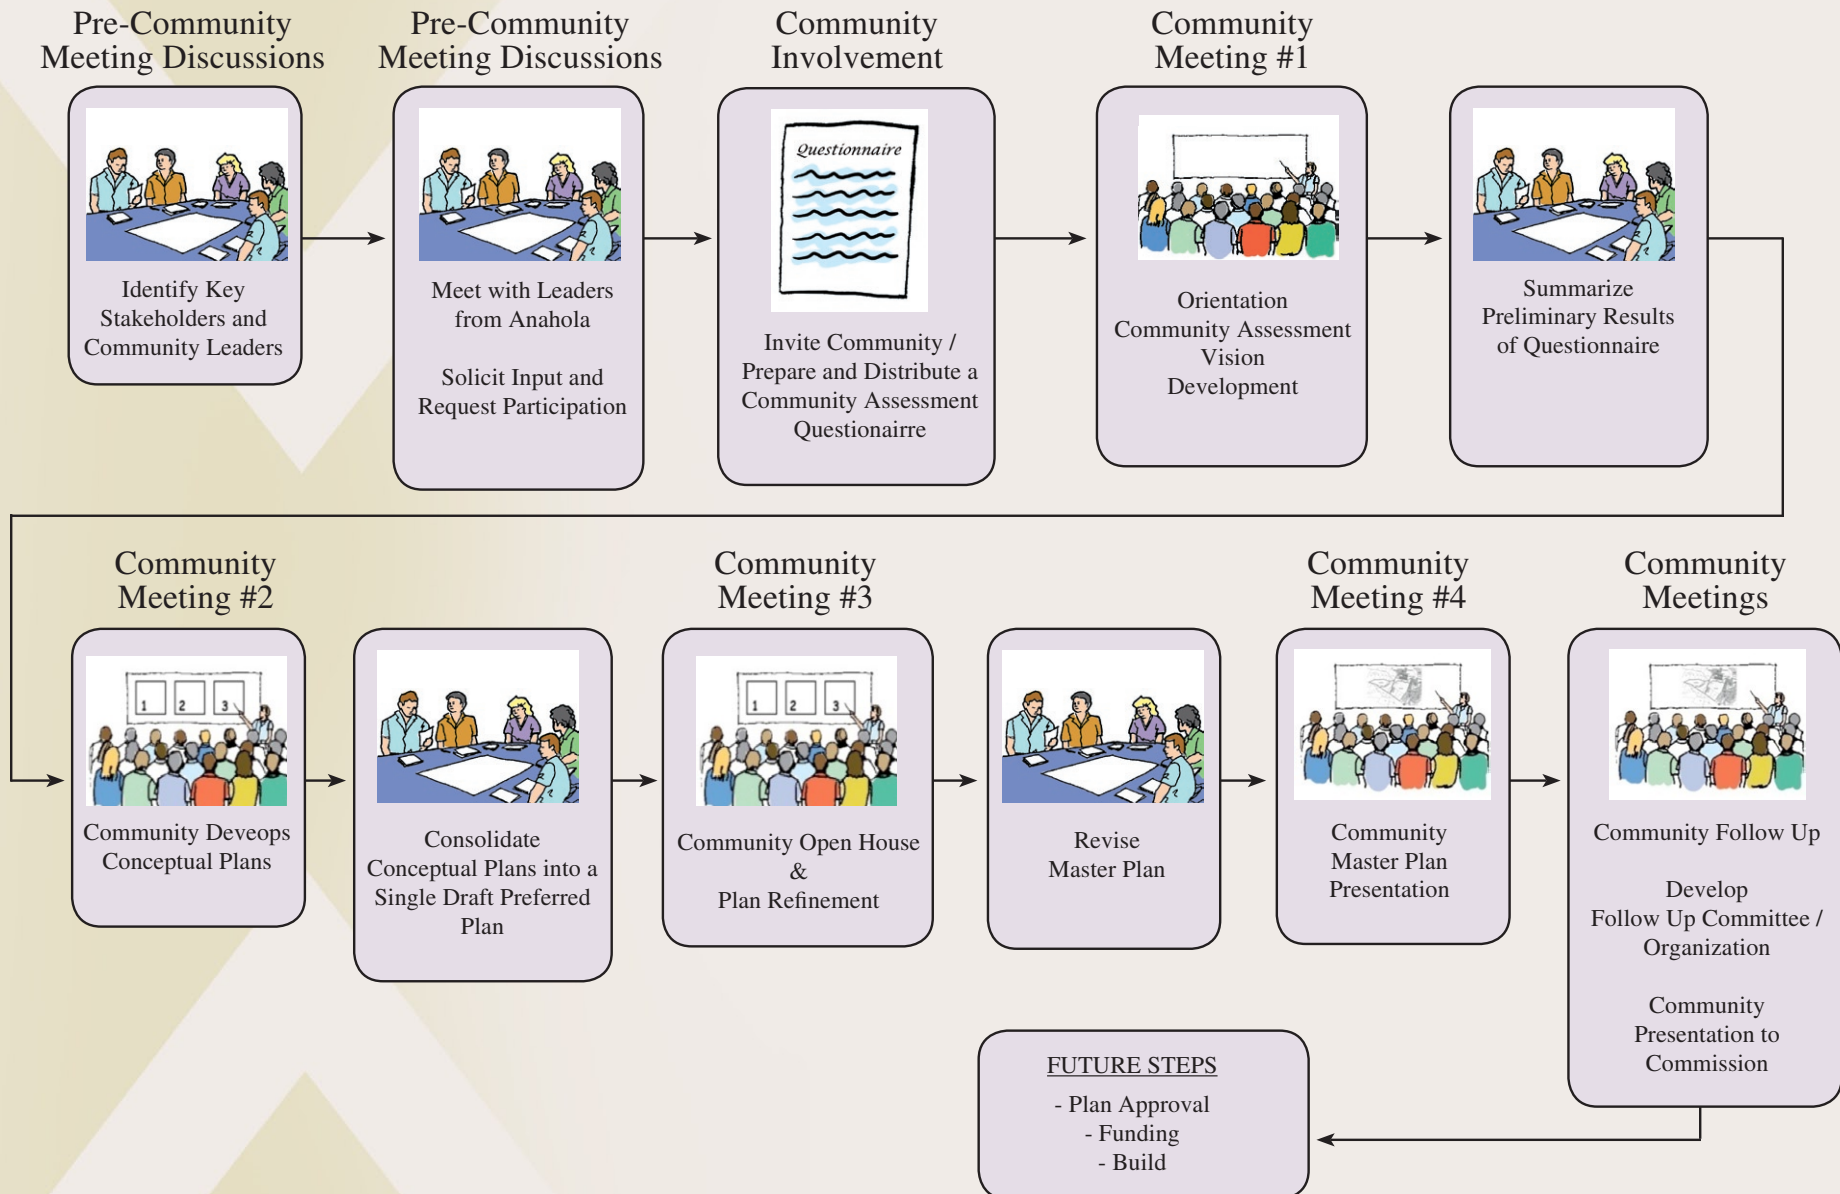 Pre-Community
Meeting Discussions
Identify Key
Stakeholders and
Community Leaders
Pre-Community
Meeting Discussions
Meet with Leaders
from Anahola
Solicit Input and
Request Participation
Community
Involvement
Questionnaire
Invite Community /
Prepare and Distribute a
Community Assessment
Questionairre
Community
Meeting #1
Orientation
Community Assessment
Vision
Development
Summarize
Preliminary Results
of Questionnaire
Community
Meeting #2
1 2 3
Community Deveops
Conceptual Plans
Consolidate
Conceptual Plans into a
Single Draft Preferred
Plan
Community
Meeting #3
1 2 3
Community Open House
&
Plan Refinement
Revise
Master Plan
Community
Meeting #4
Community
Master Plan
Presentation
Community
Meetings
Community Follow Up
Develop
Follow Up Committee /
Organization
Community
Presentation to
Commission
FUTURE STEPS
- Plan Approval
- Funding
- Build